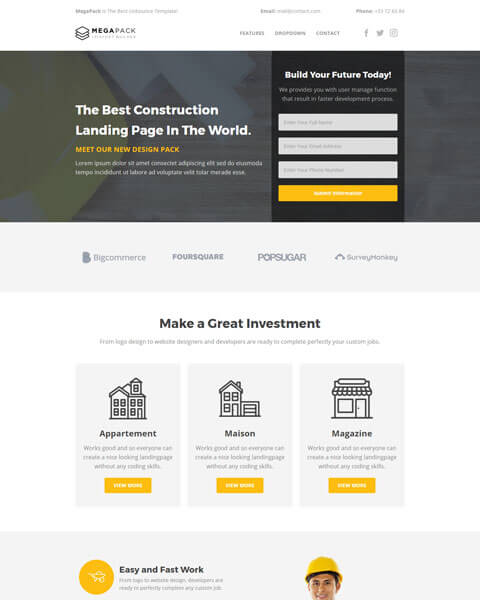 MegaPack Is The Best Unbounce Template!
Email: mail@contact.com
Phone: +33 12 65 84
MEGAPACK
FEATURES
DROPDOWN
CONTACT
The Best Construction
Landing Page In The World.
MEET OUR NEW DESIGN PACK
Lorem ipsum dolor sit amet consectet adipiscing elit sed do eiusmoda
tempo incididunt ut labore ad voluptate velit tolar merade esse.
Build Your Future Today!
We provides you with user manage function
that result in faster development process.
Enter Your Full Name
Enter Your Email Address
Enter Your Phone Number
Submit Information
Bigcommerce
FOURSQUARE
POPSUGAR
SurveyMonkey
Make a Great Investment
From logo design to website designers and developers are ready to complete perfectly your custom jobs.
Appartement
Works good and so everyone can
create a nice looking landingpage
without any coding skills.
VIEW MORE
Maison
Works good and so everyone can
create a nice looking landingpage
without any coding skills.
VIEW MORE
Magazine
Works good and so everyone can
create a nice looking landingpage
without any coding skills.
VIEW MORE
Easy and Fast Work
From logo to website design, developers are
ready to perfectly complete any custom job.